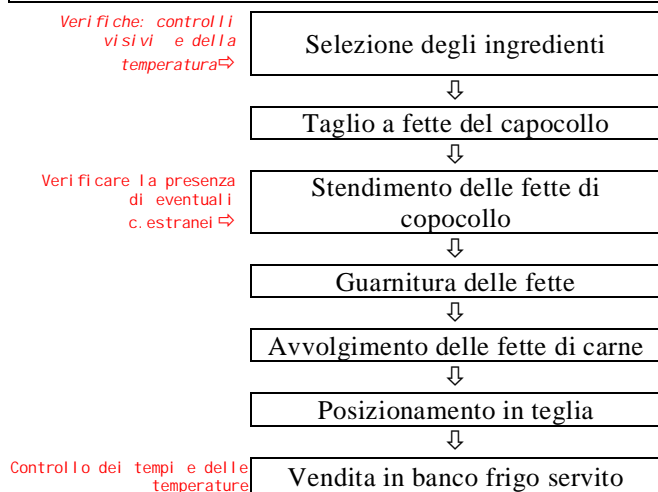 Verifiche: controlli
visivi e della
temperatura⇨
Selezione degli ingredienti
⇩
Taglio a fette del capocollo
⇩
Verificare la presenza
di eventuali
c.estranei ⇨
Stendimento delle fette di
copocollo
⇩
Guarnitura delle fette
⇩
Avvolgimento delle fette di carne
⇩
Posizionamento in teglia
⇩
Controllo dei tempi e delle
temperature
Vendita in banco frigo servito